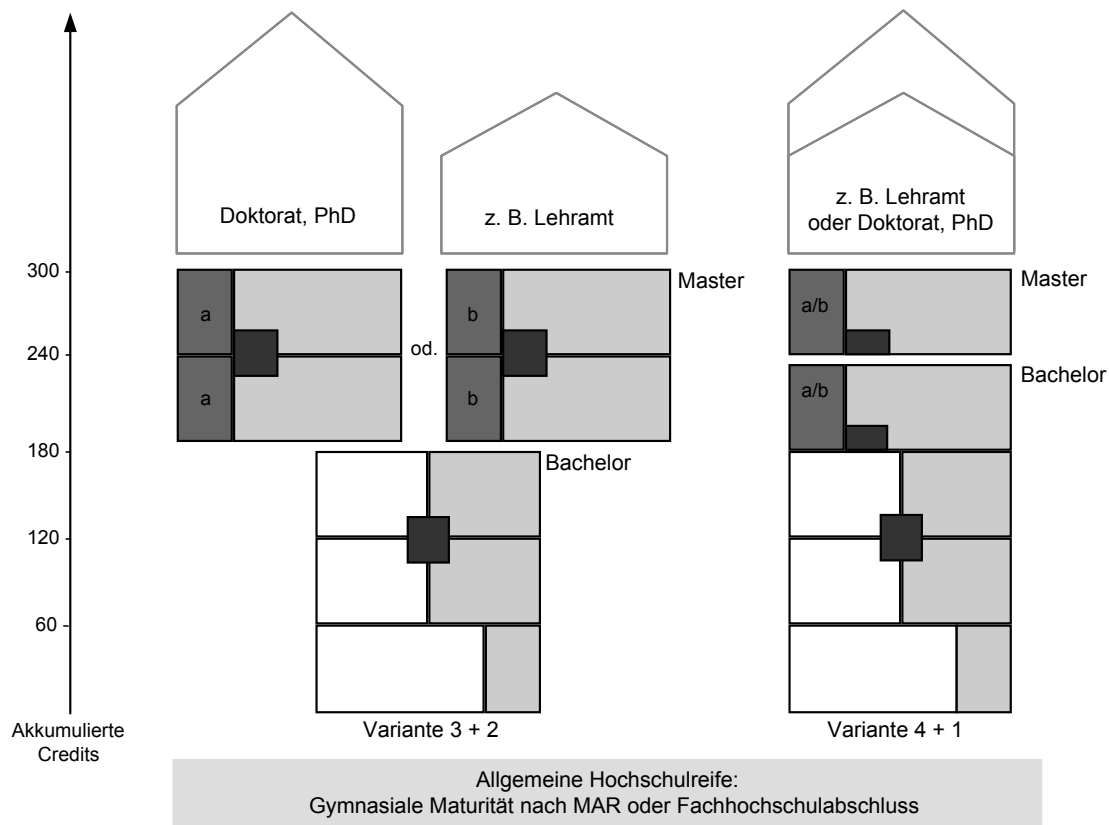 Doktorat, PhD
z. B. Lehramt
z. B. Lehramt
oder Doktorat, PhD
300
Master
Master
a
b
a/b
240
od.
Bachelor
a
b
a/b
180
Bachelor
120
60
Akkumulierte
Credits
Variante 3 + 2
Variante 4 + 1
Allgemeine Hochschulreife:
Gymnasiale Maturität nach MAR oder Fachhochschulabschluss